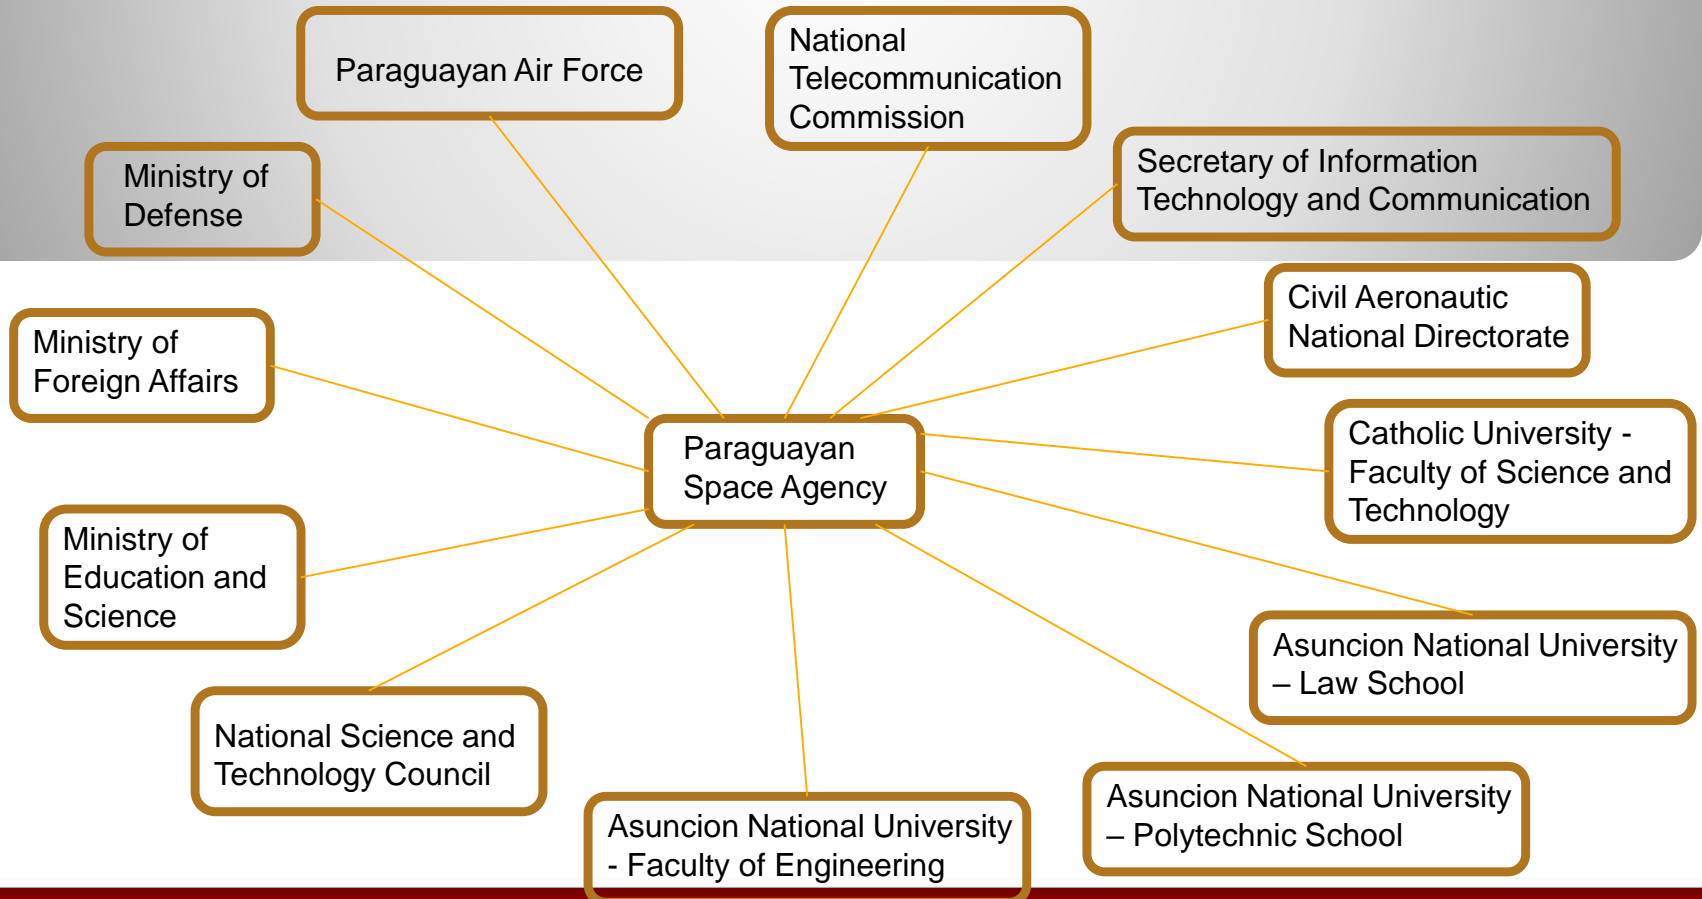 Paraguayan Air Force
National
Telecommunication
Commission
Ministry of
Defense
Secretary of Information
Technology and Communication
Civil Aeronautic
National Directorate
Ministry of
Foreign Affairs
Paraguayan
Space Agency
Catholic University -
Faculty of Science and
Technology
Ministry of
Education and
Science
Asuncion National University
– Law School
National Science and
Technology Council
Asuncion National University
– Polytechnic School
Asuncion National University
- Faculty of Engineering